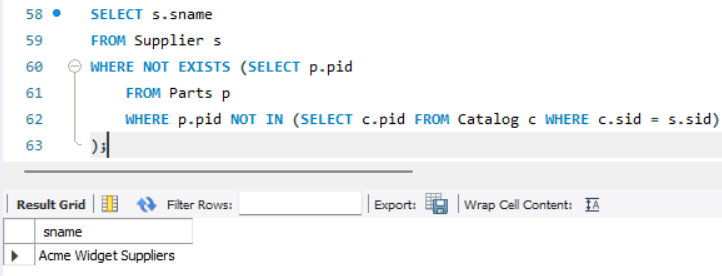 58 SELECT s.sname
59 FROM Supplier s
60 WHERE NOT EXISTS (SELECT p.pid
61 FROM Parts p
62 WHERE p.pid NOT IN (SELECT c.pid FROM Catalog c WHERE c.sid = s.sid)
63 );
Result Grid Filter Rows: Export: Wrap Cell Content: IA
sname
Acme Widget Suppliers